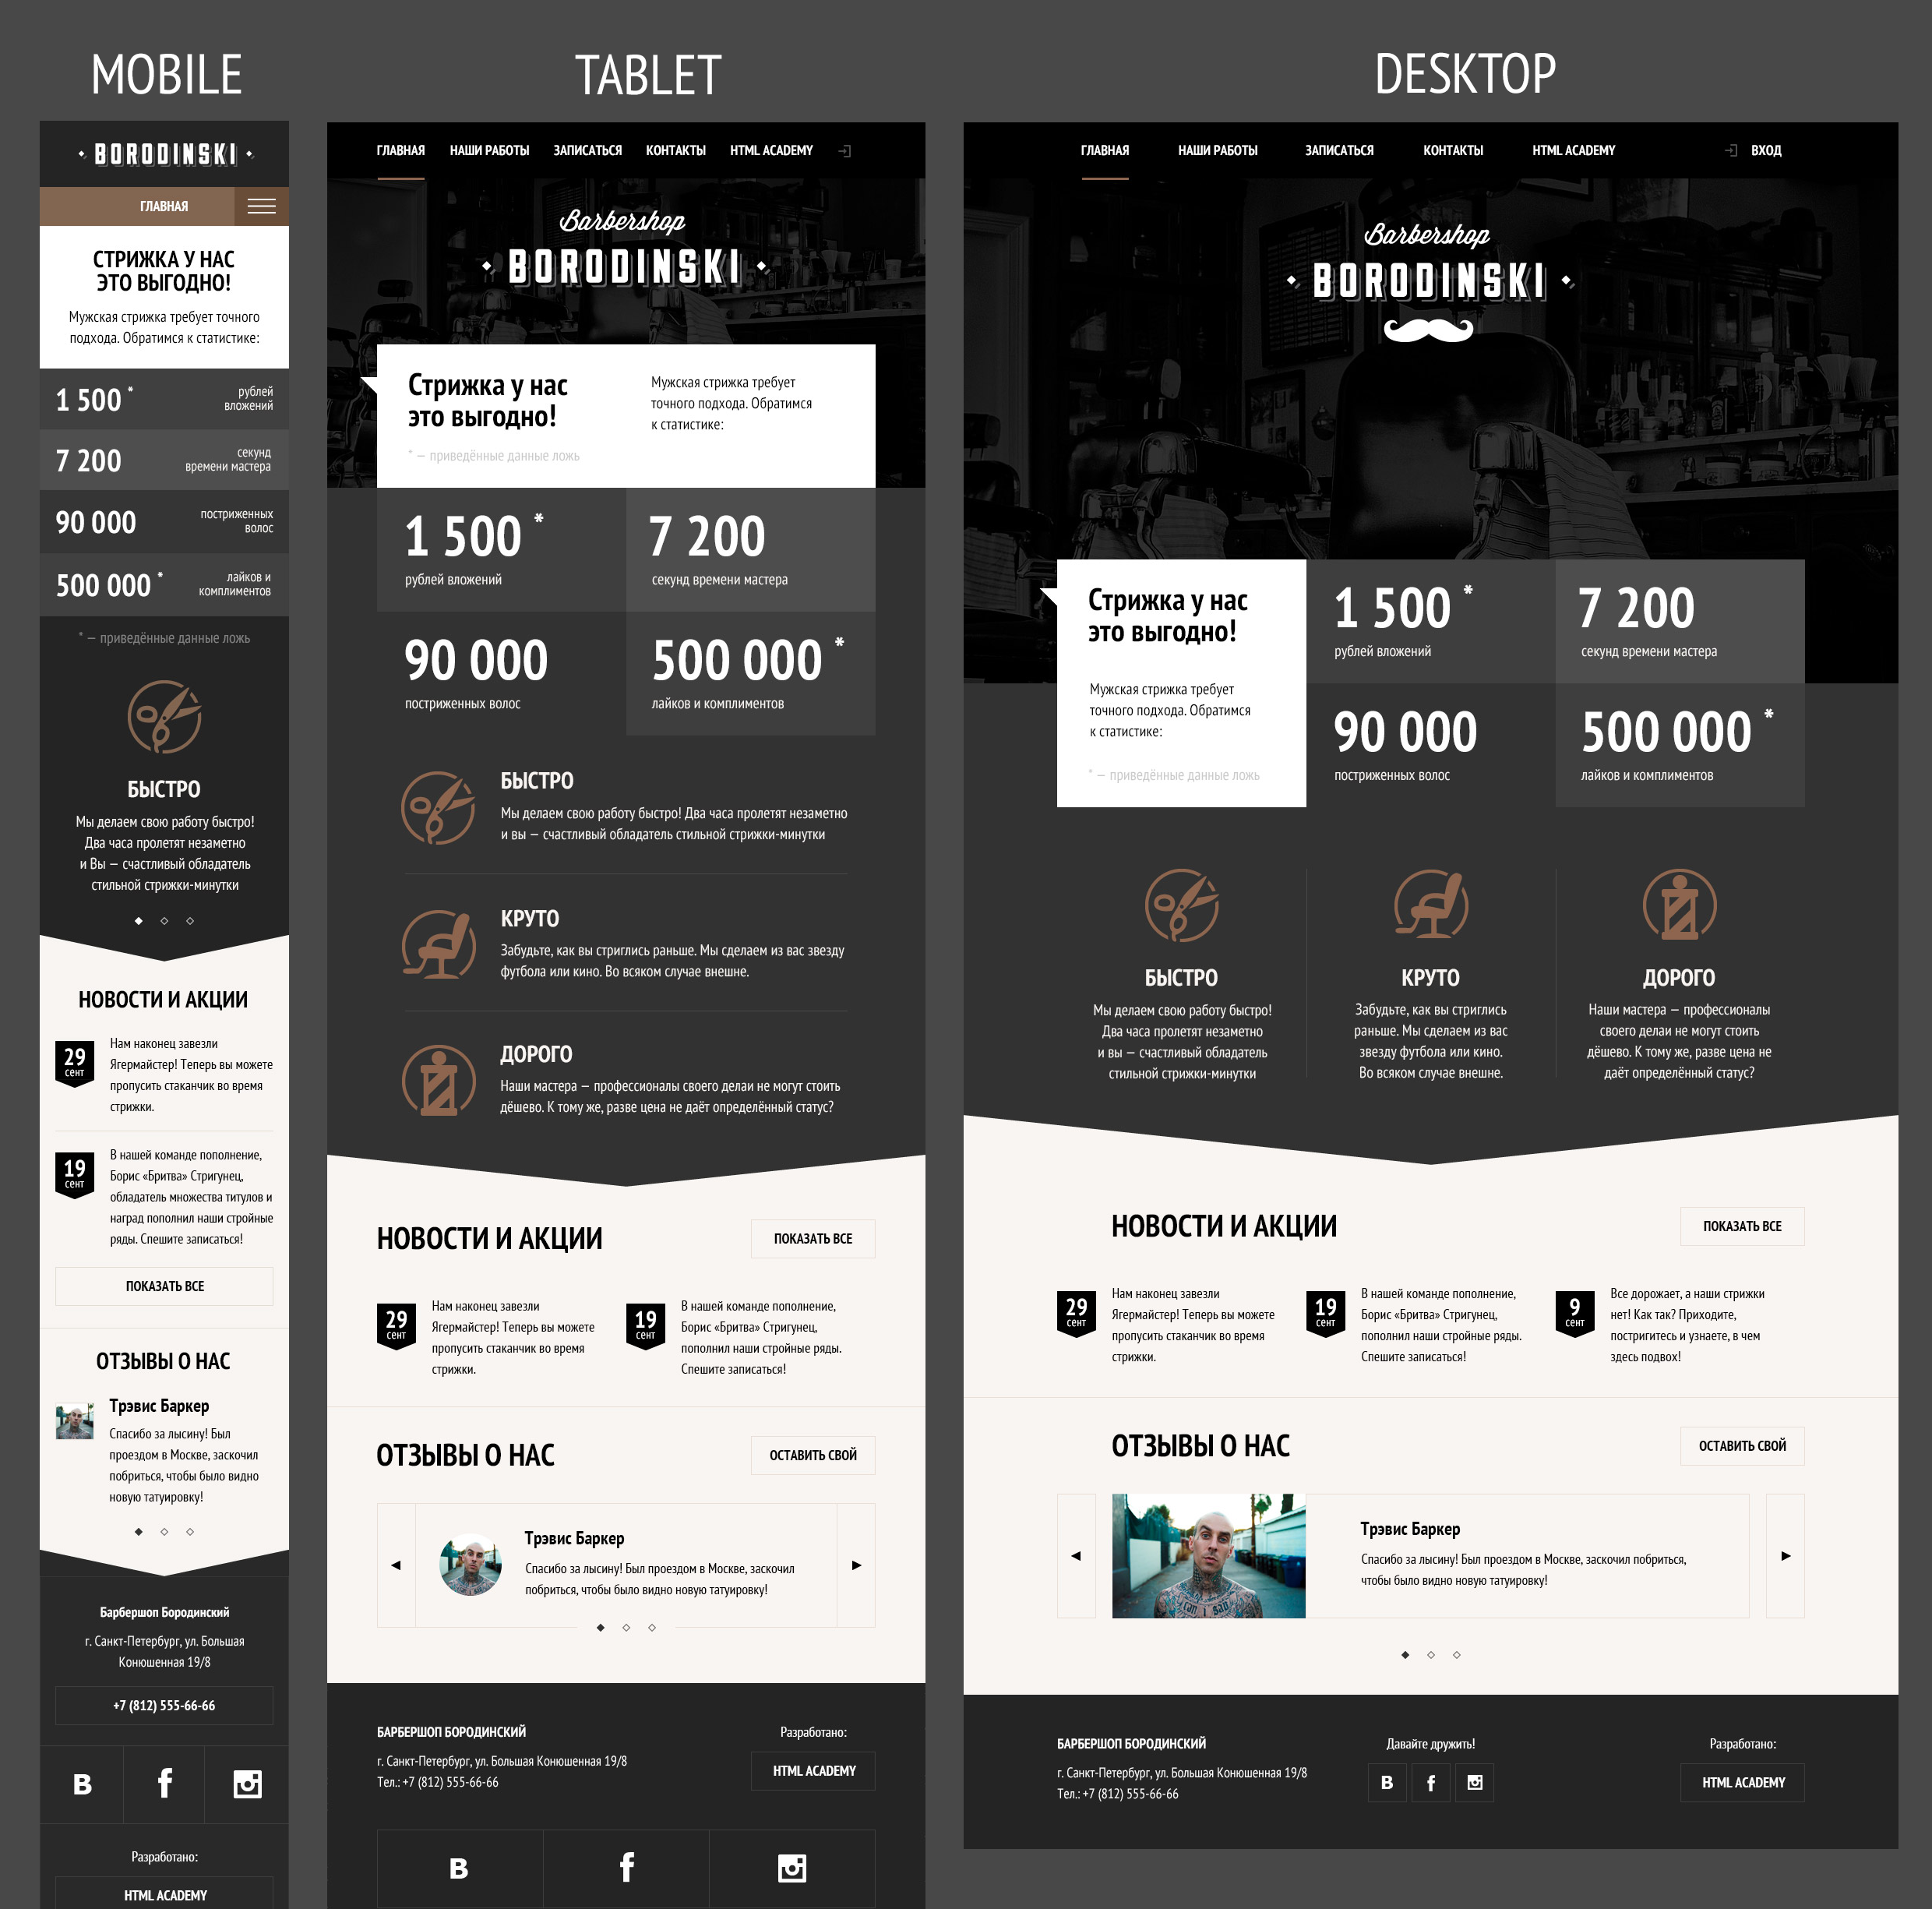 MOBILE
BORODINSKI
ГЛАВНАЯ
СТРИЖКА У НАС
ЭТО ВЫГОДНО!
Мужская стрижка требует точного
подхода. Обратимся к статистике:
1 500 *
рублей
вложений
7 200
секунд
времени мастера
90 000
постриженных
волос
500 000 *
лайков и
комплиментов
* — приведённые данные ложь
БЫСТРО
Мы делаем свою работу быстро!
Два часа пролетят незаметно
и Вы — счастливый обладатель
стильной стрижки-минутки
НОВОСТИ И АКЦИИ
29
сент
Нам наконец завезли
Ягермайстер! Теперь вы можете
пропусить стаканчик во время
стрижки.
19
сент
В нашей команде пополнение,
Борис «Бритва» Стригунец,
обладатель множества титулов и
наград пополнил наши стройные
ряды. Спешите записаться!
ПОКАЗАТЬ ВСЕ
ОТЗЫВЫ О НАС
Трэвис Баркер
Спасибо за лысину! Был
проездом в Москве, заскочил
побриться, чтобы было видно
новую татуировку!
Барбершоп Бородинский
г. Санкт-Петербург, ул. Большая
Конюшенная 19/8
+7 (812) 555-66-66
B f
Разработано:
HTML ACADEMY
TABLET
ГЛАВНАЯ НАШИ РАБОТЫ ЗАПИСАТЬСЯ КОНТАКТЫ HTML ACADEMY
Barbershop
BORODINSKI
Стрижка у нас
это выгодно!
* — приведённые данные ложь
Мужская стрижка требует
точного подхода. Обратимся
к статистике:
1 500 *
рублей вложений
7 200
секунд времени мастера
90 000
постриженных волос
500 000 *
лайков и комплиментов
БЫСТРО
Мы делаем свою работу быстро! Два часа пролетят незаметно
и вы — счастливый обладатель стильной стрижки-минутки
КРУТО
Забудьте, как вы стриглись раньше. Мы сделаем из вас звезду
футбола или кино. Во всяком случае внешне.
ДОРОГО
Наши мастера — профессионалы своего делаи не могут стоить
дёшево. К тому же, разве цена не даёт определённый статус?
НОВОСТИ И АКЦИИ
ПОКАЗАТЬ ВСЕ
29
сент
Нам наконец завезли
Ягермайстер! Теперь вы можете
пропусить стаканчик во время
стрижки.
19
сент
В нашей команде пополнение,
Борис «Бритва» Стригунец,
пополнил наши стройные ряды.
Спешите записаться!
ОТЗЫВЫ О НАС
ОСТАВИТЬ СВОЙ
Трэвис Баркер
Спасибо за лысину! Был проездом в Москве, заскочил
побриться, чтобы было видно новую татуировку!
БАРБЕРШОП БОРОДИНСКИЙ
г. Санкт-Петербург, ул. Большая Конюшенная 19/8
Тел.: +7 (812) 555-66-66
Разработано:
HTML ACADEMY
B f
DESKTOP
ГЛАВНАЯ НАШИ РАБОТЫ ЗАПИСАТЬСЯ КОНТАКТЫ HTML ACADEMY ВХОД
Barbershop
BORODINSKI
Стрижка у нас
это выгодно!
Мужская стрижка требует
точного подхода. Обратимся
к статистике:
* — приведённые данные ложь
1 500 *
рублей вложений
7 200
секунд времени мастера
90 000
постриженных волос
500 000 *
лайков и комплиментов
БЫСТРО
Мы делаем свою работу быстро!
Два часа пролетят незаметно
и вы — счастливый обладатель
стильной стрижки-минутки
КРУТО
Забудьте, как вы стриглись
раньше. Мы сделаем из вас
звезду футбола или кино.
Во всяком случае внешне.
ДОРОГО
Наши мастера — профессионалы
своего делаи не могут стоить
дёшево. К тому же, разве цена не
даёт определённый статус?
НОВОСТИ И АКЦИИ
ПОКАЗАТЬ ВСЕ
29
сент
Нам наконец завезли
Ягермайстер! Теперь вы можете
пропусить стаканчик во время
стрижки.
19
сент
В нашей команде пополнение,
Борис «Бритва» Стригунец,
пополнил наши стройные ряды.
Спешите записаться!
9
сент
Все дорожает, а наши стрижки
нет! Как так? Приходите,
постригитесь и узнаете, в чем
здесь подвох!
ОТЗЫВЫ О НАС
ОСТАВИТЬ СВОЙ
CAN I SAY
Трэвис Баркер
Спасибо за лысину! Был проездом в Москве, заскочил побриться,
чтобы было видно новую татуировку!
БАРБЕРШОП БОРОДИНСКИЙ
г. Санкт-Петербург, ул. Большая Конюшенная 19/8
Тел.: +7 (812) 555-66-66
Давайте дружить!
B f
Разработано:
HTML ACADEMY